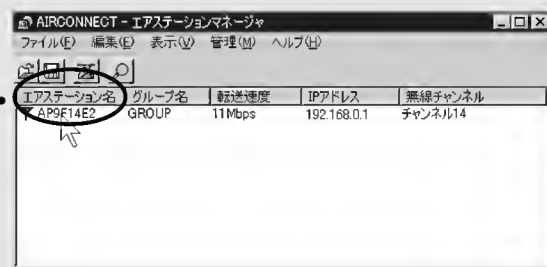 AIRCONNECT - エアステーションマネージャ
ファイル(F) 編集(E) 表示(V) 管理(M) ヘルプ(H)
エアステーション名 グループ名 転送速度 IPアドレス 無線チャンネル
AP9F14E2 GROUP 11Mbps 192.168.0.1 チャンネル14